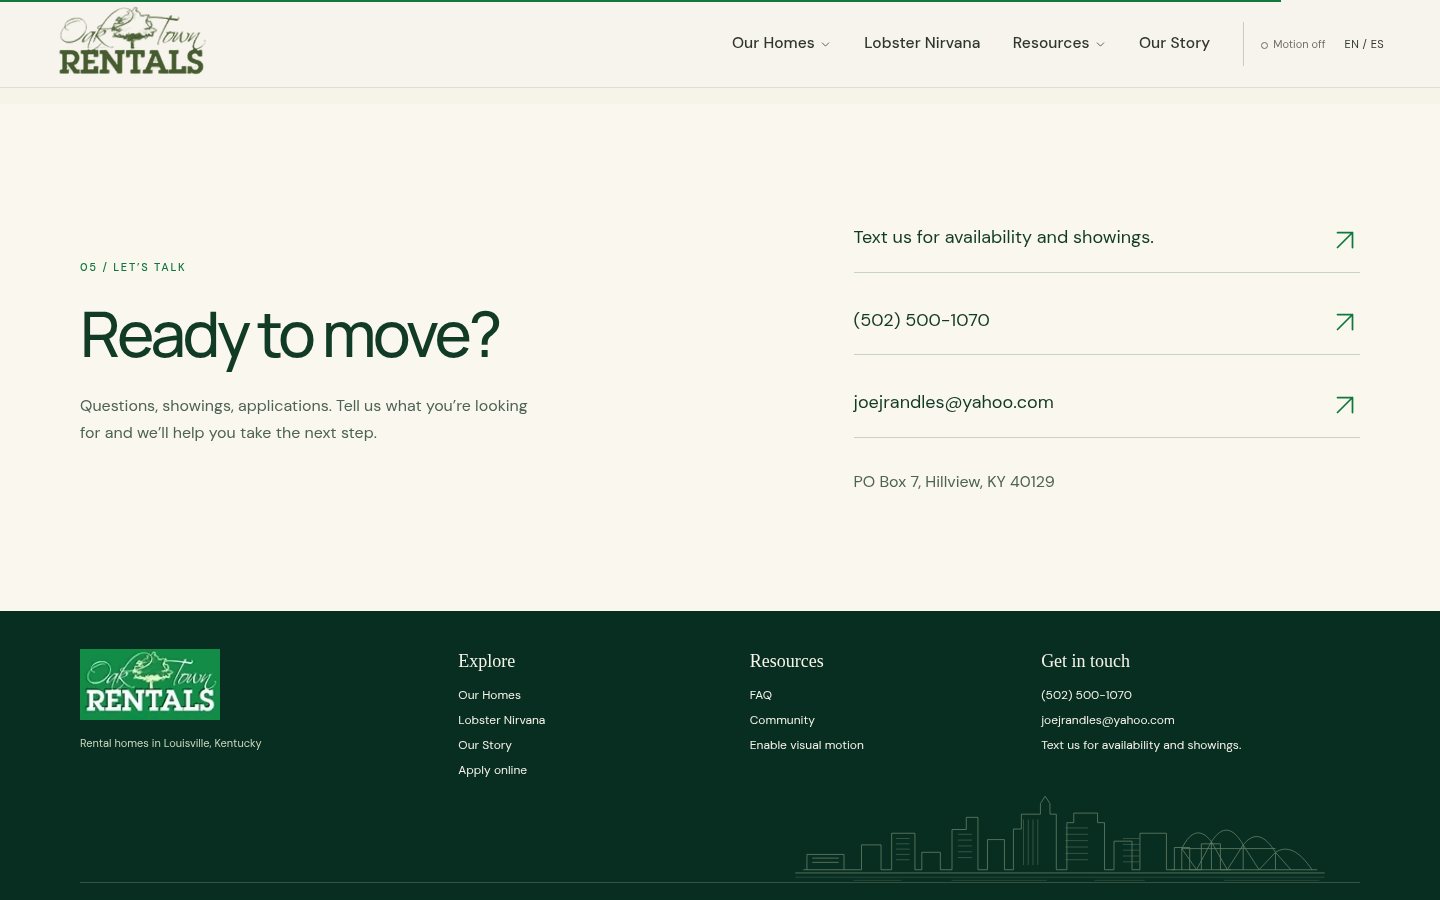 Oak Town
RENTALS
Our Homes
Lobster Nirvana
Resources
Our Story
Motion off
EN / ES
05 / LET’S TALK
Ready to move?
Questions, showings, applications. Tell us what you’re looking
for and we’ll help you take the next step.
Text us for availability and showings.
(502) 500-1070
joejrandles@yahoo.com
PO Box 7, Hillview, KY 40129
Oak Town
RENTALS
Rental homes in Louisville, Kentucky
Explore
Our Homes
Lobster Nirvana
Our Story
Apply online
Resources
FAQ
Community
Enable visual motion
Get in touch
(502) 500-1070
joejrandles@yahoo.com
Text us for availability and showings.